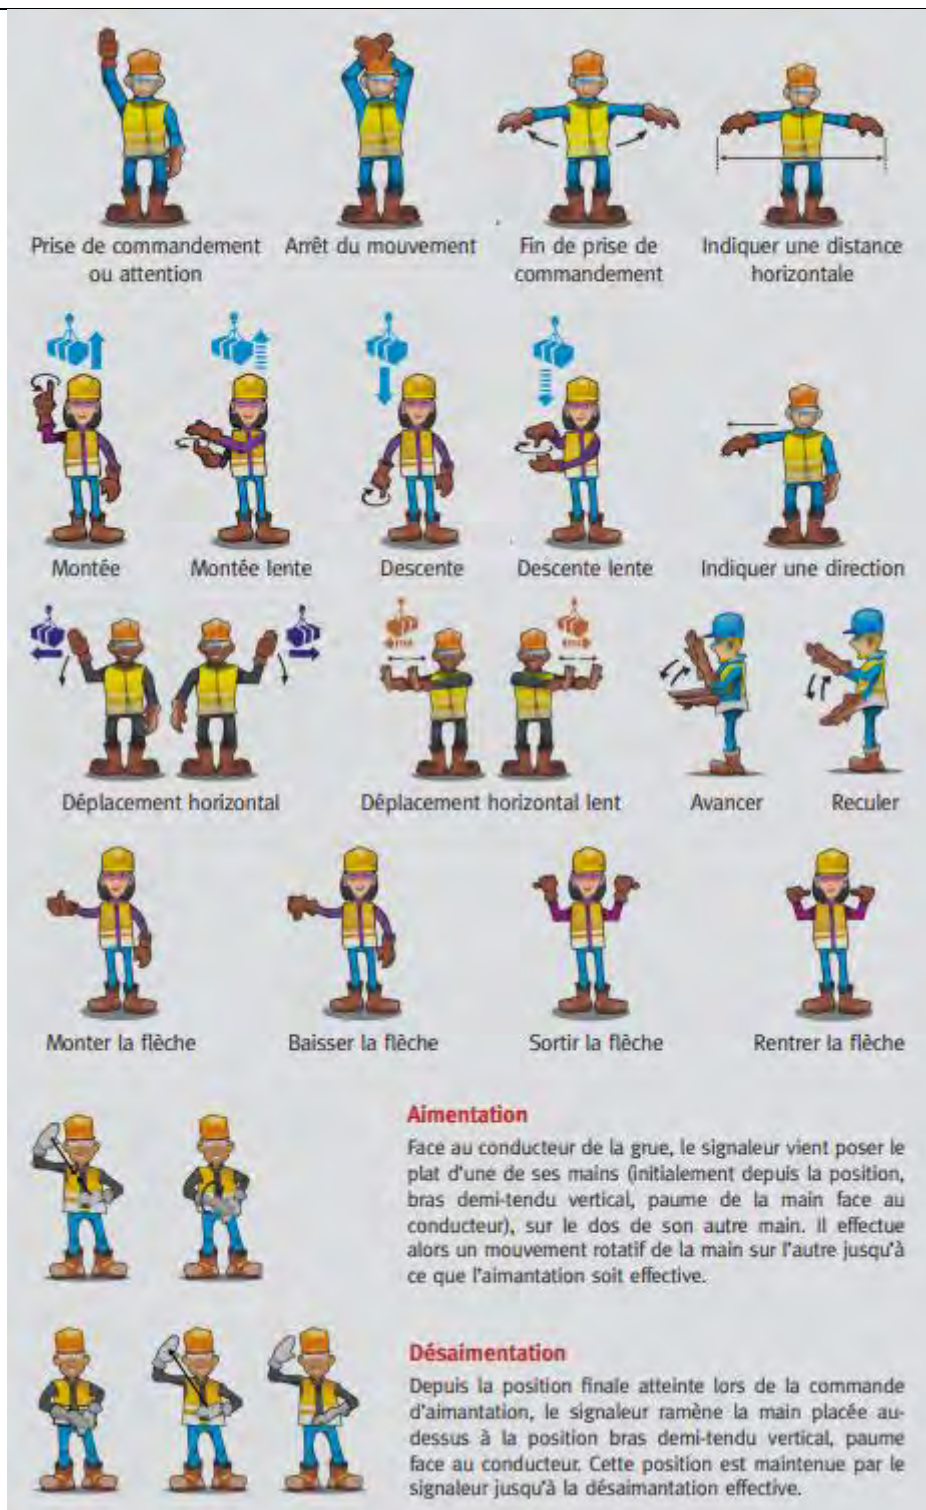 Prise de commandement
ou attention
Arrêt du mouvement
Fin de prise de
commandement
Indiquer une distance
horizontale
Montée
Montée lente
Descente
Descente lente
Indiquer une direction
Déplacement horizontal
Déplacement horizontal lent
Avancer
Reculer
Monter la flèche
Baisser la flèche
Sortir la flèche
Rentrer la flèche
Aimentation
Face au conducteur de la grue, le signaleur vient poser le
plat d'une de ses mains (initialement depuis la position,
bras demi-tendu vertical, paume de la main face au
conducteur), sur le dos de son autre main. Il effectue
alors un mouvement rotatif de la main sur l'autre jusqu'à
ce que l'aimantation soit effective.
Désaimentation
Depuis la position finale atteinte lors de la commande
d'aimantation, le signaleur ramène la main placée au-
dessus à la position bras demi-tendu vertical, paume
face au conducteur. Cette position est maintenue par le
signaleur jusqu'à la désaimantation effective.